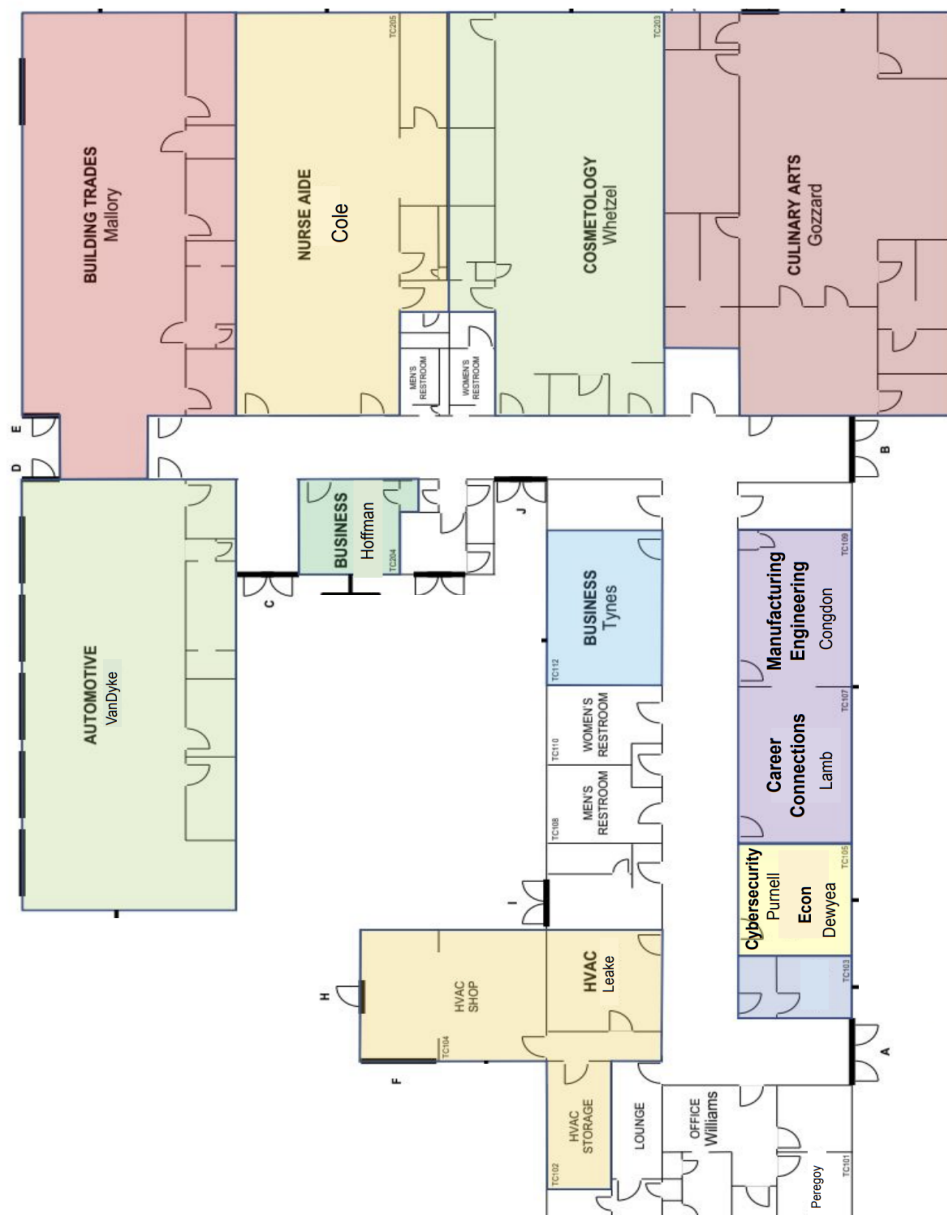 BUILDING TRADES
Mallory
NURSE AIDE
Cole
TC205
COSMETOLOGY
Whetzel
TC203
CULINARY ARTS
Gozzard
MEN'S
RESTROOM
WOMEN'S
RESTROOM
E
D
B
AUTOMOTIVE
VanDyke
BUSINESS
Hoffman
TC204
C
J
BUSINESS
Tynes
TC112
Manufacturing
Engineering
Congdon
TC109
WOMEN'S
RESTROOM
TC110
MEN'S
RESTROOM
TC108
Career
Connections
Lamb
TC107
Cybersecurity
Purnell
Econ
Dewyea
TC105
TC103
I
H
HVAC
SHOP
TC104
HVAC
Leake
F
A
HVAC
STORAGE
TC102
LOUNGE
OFFICE
Williams
Peregoy
TC101